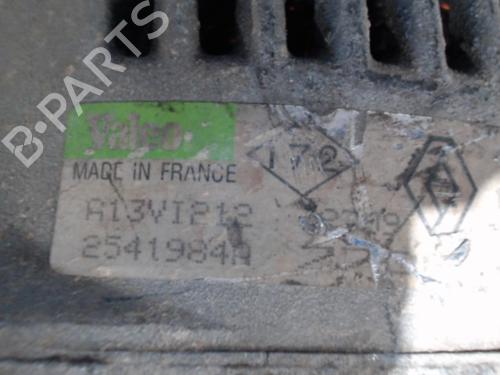 B-PARTS
Valeo
172
MADE IN FRANCE
A13VI212
2541984A